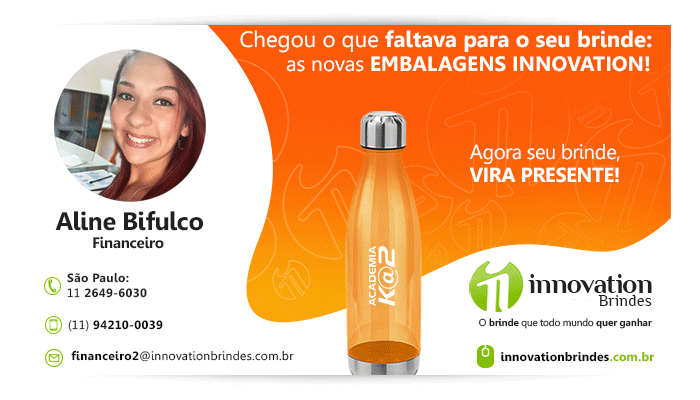 Chegou o que faltava para o seu brinde:
as novas EMBALAGENS INNOVATION!
Agora seu brinde,
VIRA PRESENTE!
Aline Bifulco
Financeiro
São Paulo:
11 2649-6030
(11) 94210-0039
financeiro2@innovationbrindes.com.br
ACADEMIA
K@2
innovation
Brindes
O brinde que todo mundo quer ganhar
innovationbrindes.com.br